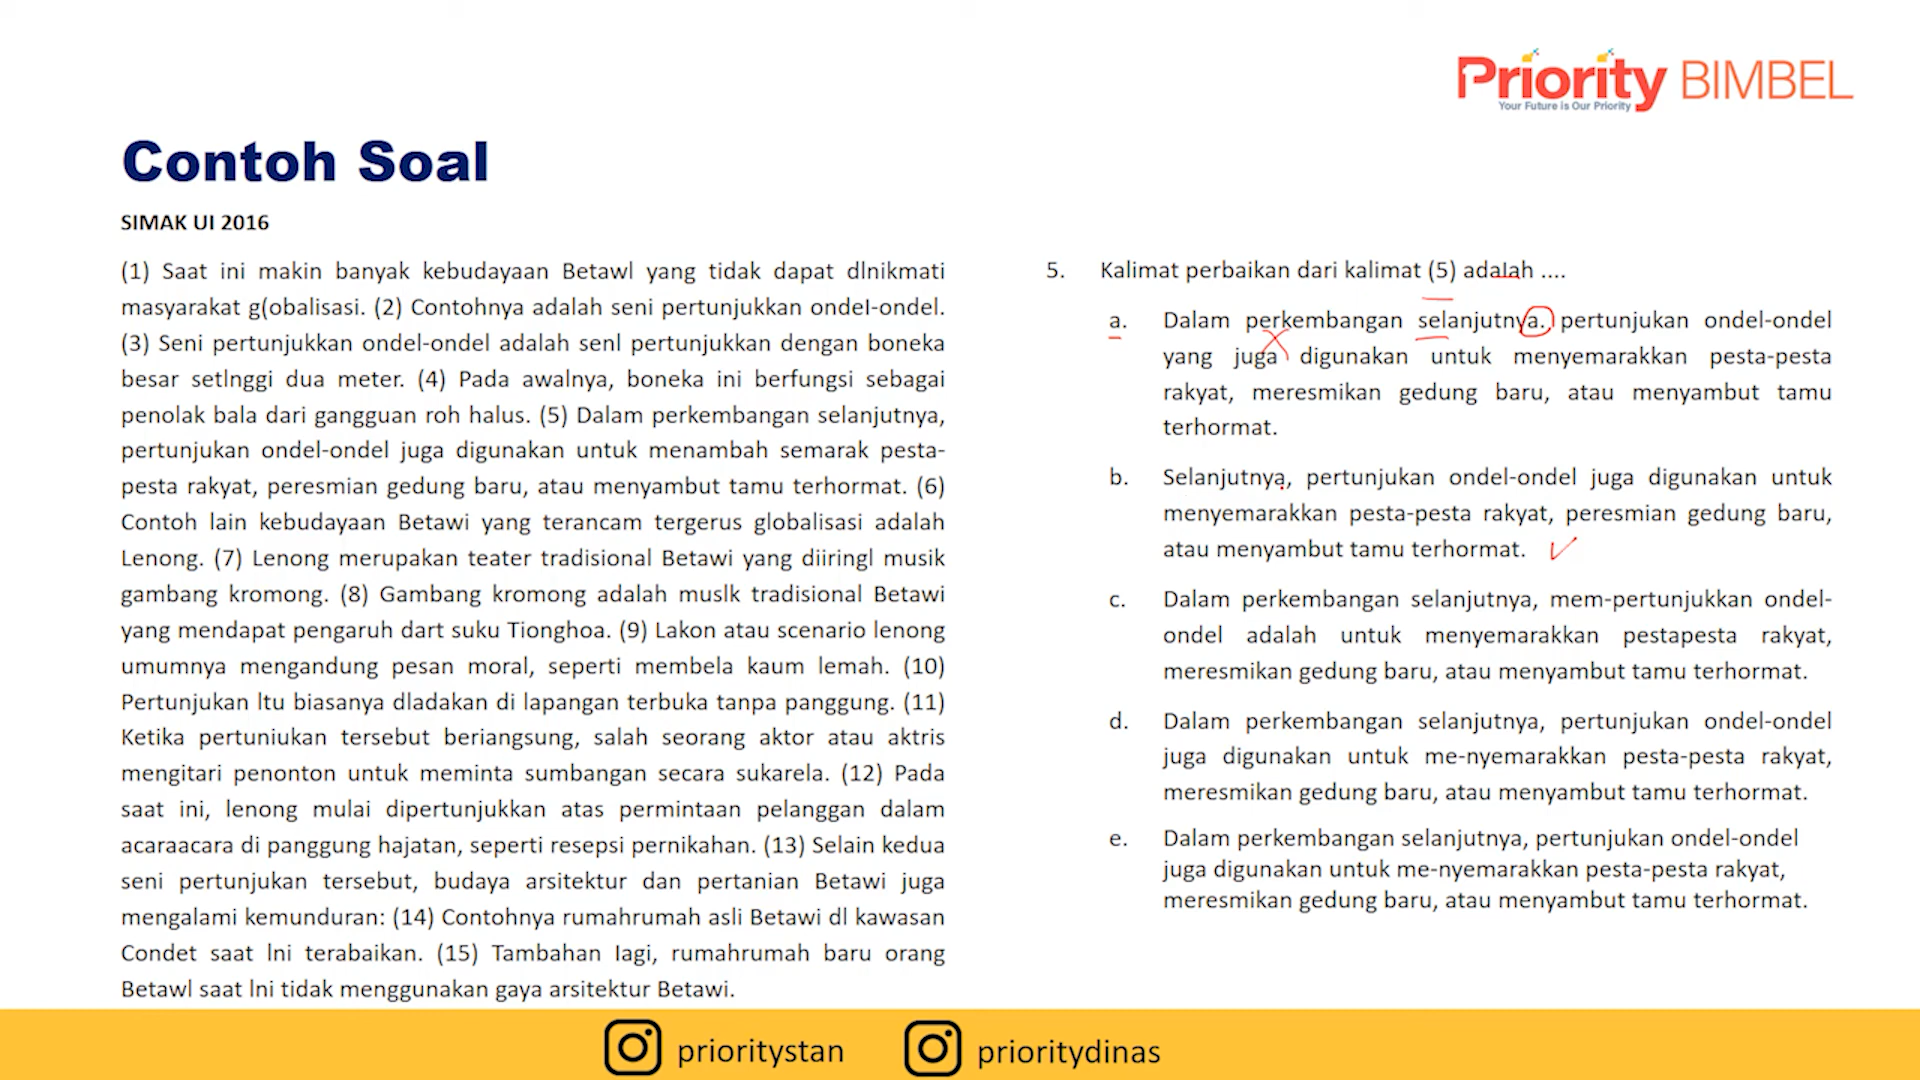 Priority BIMBEL
Your Future is Our Priority
Contoh Soal
SIMAK UI 2016
(1) Saat ini makin banyak kebudayaan Betawl yang tidak dapat dlnikmati
masyarakat g(obalisasi. (2) Contohnya adalah seni pertunjukkan ondel-ondel.
(3) Seni pertunjukkan ondel-ondel adalah senl pertunjukkan dengan boneka
besar setlnggi dua meter. (4) Pada awalnya, boneka ini berfungsi sebagai
penolak bala dari gangguan roh halus. (5) Dalam perkembangan selanjutnya,
pertunjukan ondel-ondel juga digunakan untuk menambah semarak pesta-
pesta rakyat, peresmian gedung baru, atau menyambut tamu terhormat. (6)
Contoh lain kebudayaan Betawi yang terancam tergerus globalisasi adalah
Lenong. (7) Lenong merupakan teater tradisional Betawi yang diiringl musik
gambang kromong. (8) Gambang kromong adalah muslk tradisional Betawi
yang mendapat pengaruh dart suku Tionghoa. (9) Lakon atau scenario lenong
umumnya mengandung pesan moral, seperti membela kaum lemah. (10)
Pertunjukan ltu biasanya dladakan di lapangan terbuka tanpa panggung. (11)
Ketika pertuniukan tersebut beriangsung, salah seorang aktor atau aktris
mengitari penonton untuk meminta sumbangan secara sukarela. (12) Pada
saat ini, lenong mulai dipertunjukkan atas permintaan pelanggan dalam
acaraacara di panggung hajatan, seperti resepsi pernikahan. (13) Selain kedua
seni pertunjukan tersebut, budaya arsitektur dan pertanian Betawi juga
mengalami kemunduran: (14) Contohnya rumahrumah asli Betawi dl kawasan
Condet saat lni terabaikan. (15) Tambahan lagi, rumahrumah baru orang
Betawl saat lni tidak menggunakan gaya arsitektur Betawi.
5. Kalimat perbaikan dari kalimat (5) adalah ....
a. Dalam perkembangan selanjutnya., pertunjukan ondel-ondel
yang juga digunakan untuk menyemarakkan pesta-pesta
rakyat, meresmikan gedung baru, atau menyambut tamu
terhormat.
b. Selanjutnya, pertunjukan ondel-ondel juga digunakan untuk
menyemarakkan pesta-pesta rakyat, peresmian gedung baru,
atau menyambut tamu terhormat.
c. Dalam perkembangan selanjutnya, mem-pertunjukkan ondel-
ondel adalah untuk menyemarakkan pestapesta rakyat,
meresmikan gedung baru, atau menyambut tamu terhormat.
d. Dalam perkembangan selanjutnya, pertunjukan ondel-ondel
juga digunakan untuk me-nyemarakkan pesta-pesta rakyat,
meresmikan gedung baru, atau menyambut tamu terhormat.
e. Dalam perkembangan selanjutnya, pertunjukan ondel-ondel
juga digunakan untuk me-nyemarakkan pesta-pesta rakyat,
meresmikan gedung baru, atau menyambut tamu terhormat.
prioritystan
prioritydinas